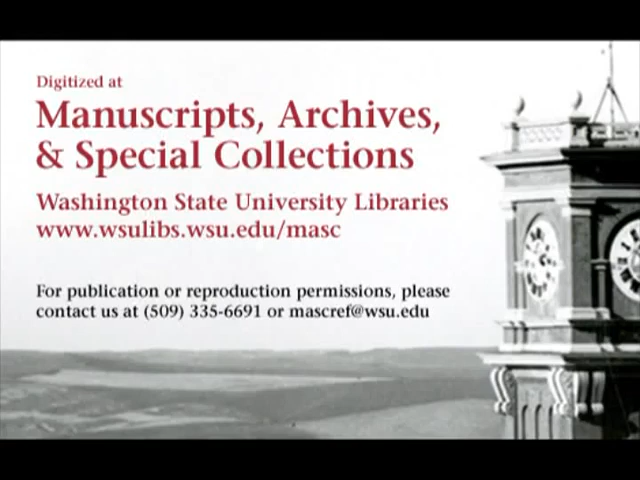 Digitized at
Manuscripts, Archives,
& Special Collections
Washington State University Libraries
www.wsulibs.wsu.edu/masc
For publication or reproduction permissions, please
contact us at (509) 335-6691 or mascref@wsu.edu